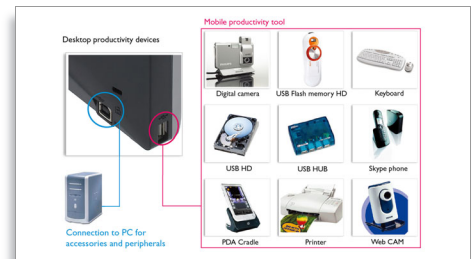 Mobile productivity tool
Desktop productivity devices
Digital camera
USB Flash memory HD
Keyboard
USB HD
USB HUB
Skype phone
Connection to PC for
accessories and peripherals
PDA Cradle
Printer
Web CAM